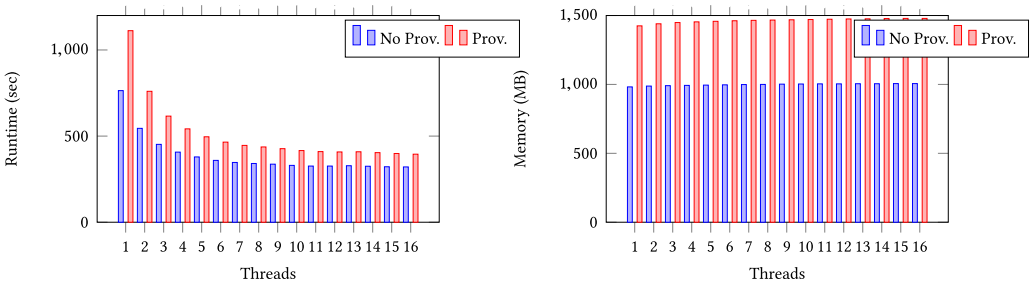 Runtime (sec)
1,000
500
0
No Prov. Prov.
1 2 3 4 5 6 7 8 9 10 11 12 13 14 15 16
Threads
Memory (MB)
1,500
1,000
500
0
No Prov. Prov.
1 2 3 4 5 6 7 8 9 10 11 12 13 14 15 16
Threads